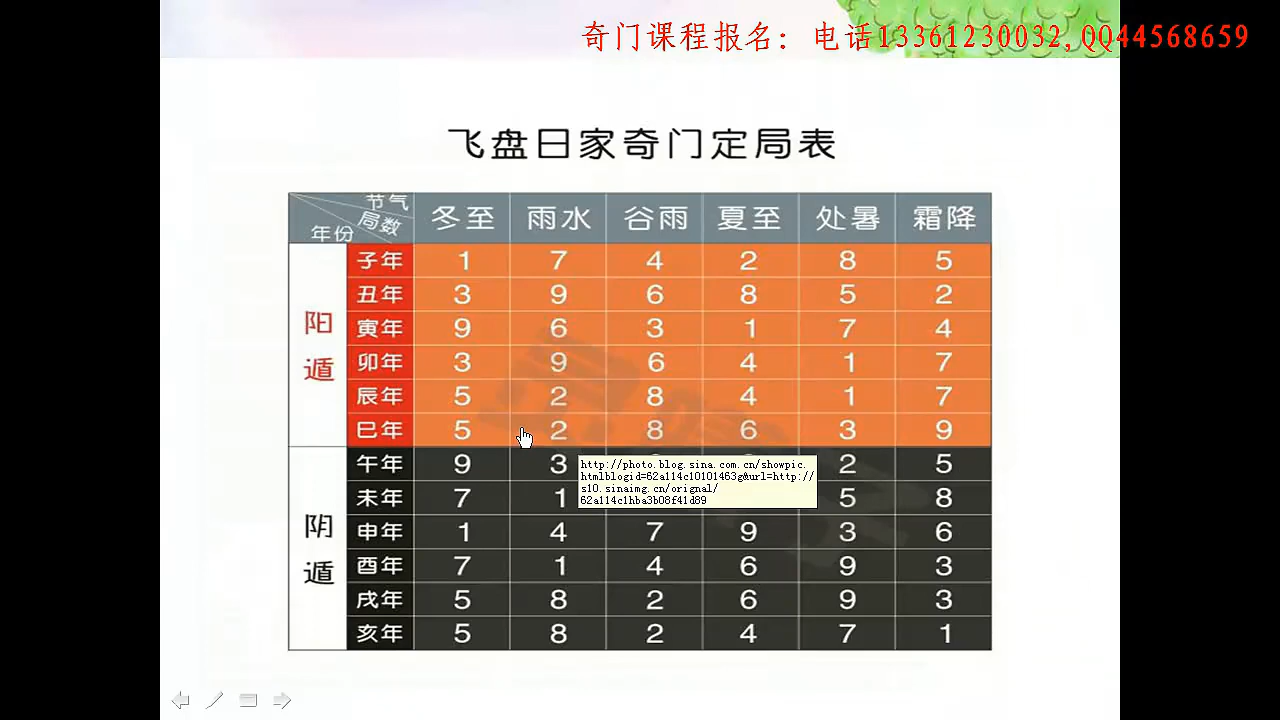 奇门课程报名：电话13361230032,QQ44568659
飞盘日家奇门定局表
节气
局数
年份
冬至 雨水 谷雨 夏至 处暑 霜降
阳遁
子年 1 7 4 2 8 5
丑年 3 9 6 8 5 2
寅年 9 6 3 1 7 4
卯年 3 9 6 4 1 7
辰年 5 2 8 4 1 7
巳年 5 2 8 6 3 9
阴遁
午年 9 3 2 5
未年 7 1 5 8
申年 1 4 7 9 3 6
酉年 7 1 4 6 9 3
戌年 5 8 2 6 9 3
亥年 5 8 2 4 7 1
http://photo.blog.sina.com.cn/showpic.
htmlblogid=62a114c10101463g&url=http://
s10.sinaimg.cn/orignal/
62a114c1hba3b08f41d89